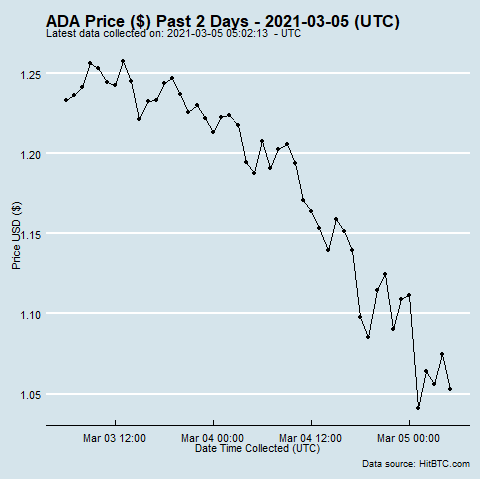 ADA Price ($) Past 2 Days - 2021-03-05 (UTC)
Latest data collected on: 2021-03-05 05:02:13 - UTC
1.25
1.20
1.15
1.10
1.05
Price USD ($)
Mar 03 12:00 Mar 04 00:00 Mar 04 12:00 Mar 05 00:00
Date Time Collected (UTC)
Data source: HitBTC.com